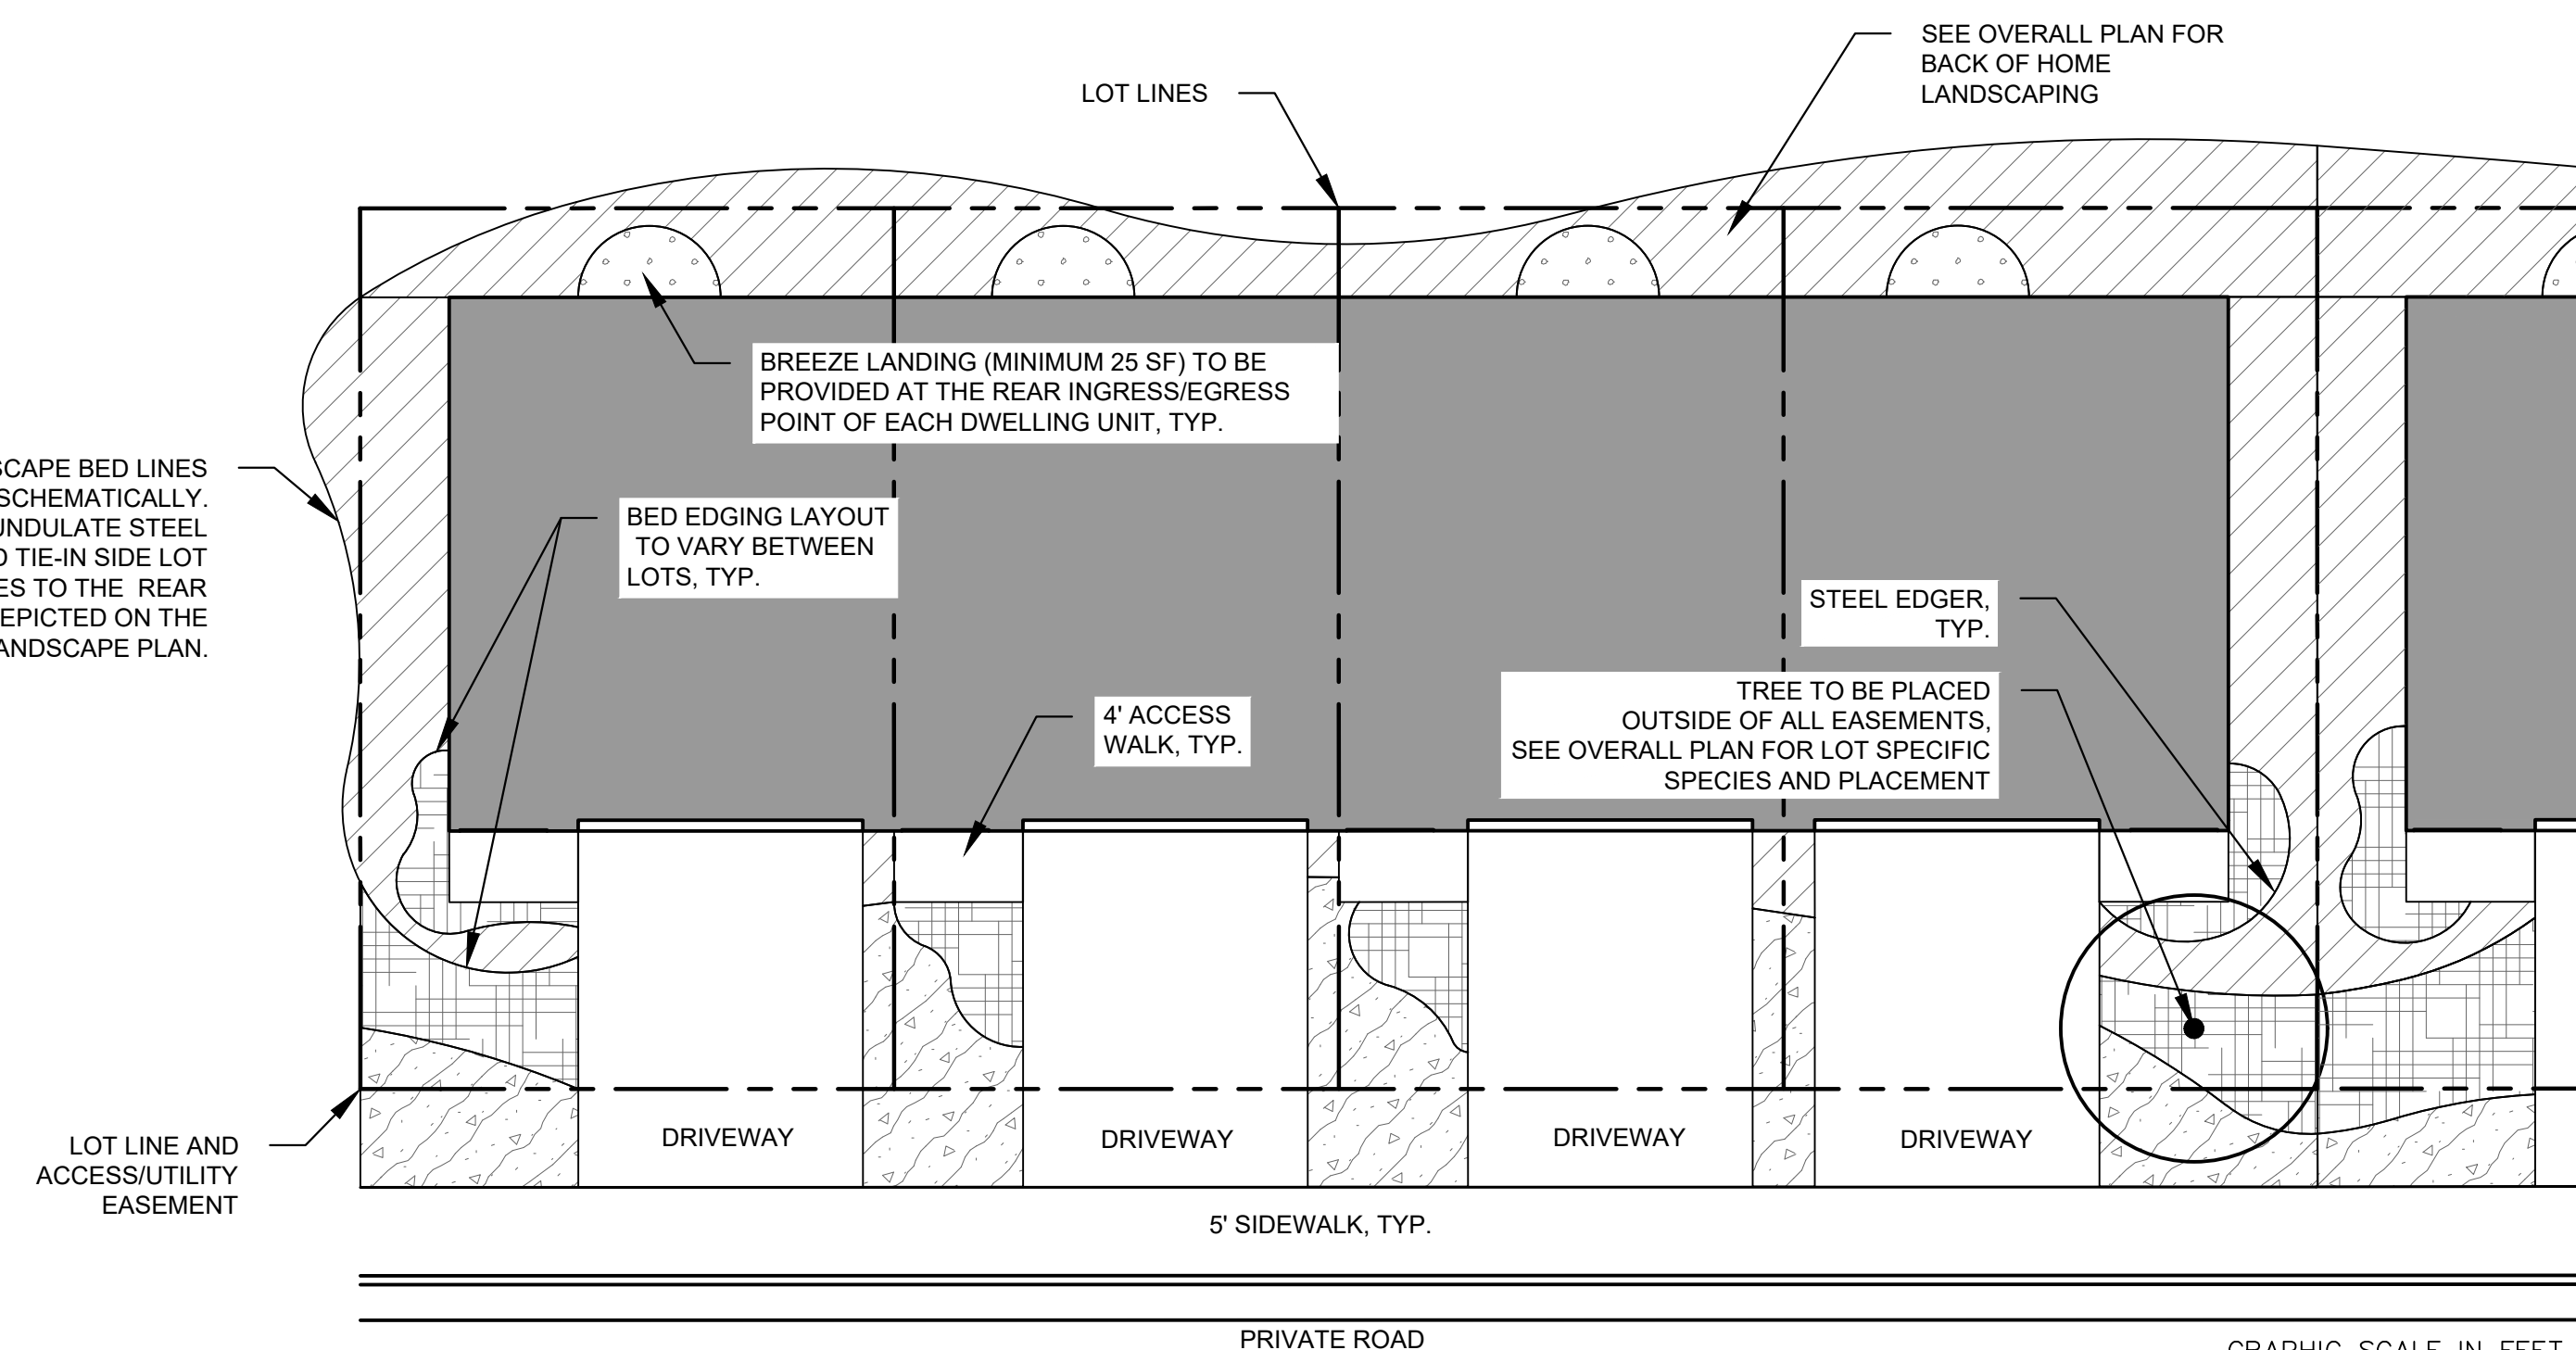 SEE OVERALL PLAN FOR
BACK OF HOME
LANDSCAPING
LOT LINES
BREEZE LANDING (MINIMUM 25 SF) TO BE
PROVIDED AT THE REAR INGRESS/EGRESS
POINT OF EACH DWELLING UNIT, TYP.
SCAPE BED LINES
SCHEMATICALLY.
UNDULATE STEEL
TIE-IN SIDE LOT
TO THE REAR
ON THE
PLAN.
BED EDGING LAYOUT
TO VARY BETWEEN
LOTS, TYP.
STEEL EDGER,
TYP.
TREE TO BE PLACED
OUTSIDE OF ALL EASEMENTS,
SEE OVERALL PLAN FOR LOT SPECIFIC
SPECIES AND PLACEMENT
4' ACCESS
WALK, TYP.
LOT LINE AND
ACCESS/UTILITY
EASEMENT
DRIVEWAY
DRIVEWAY
DRIVEWAY
DRIVEWAY
5' SIDEWALK, TYP.
PRIVATE ROAD
GRAPHIC SCALE IN FEET